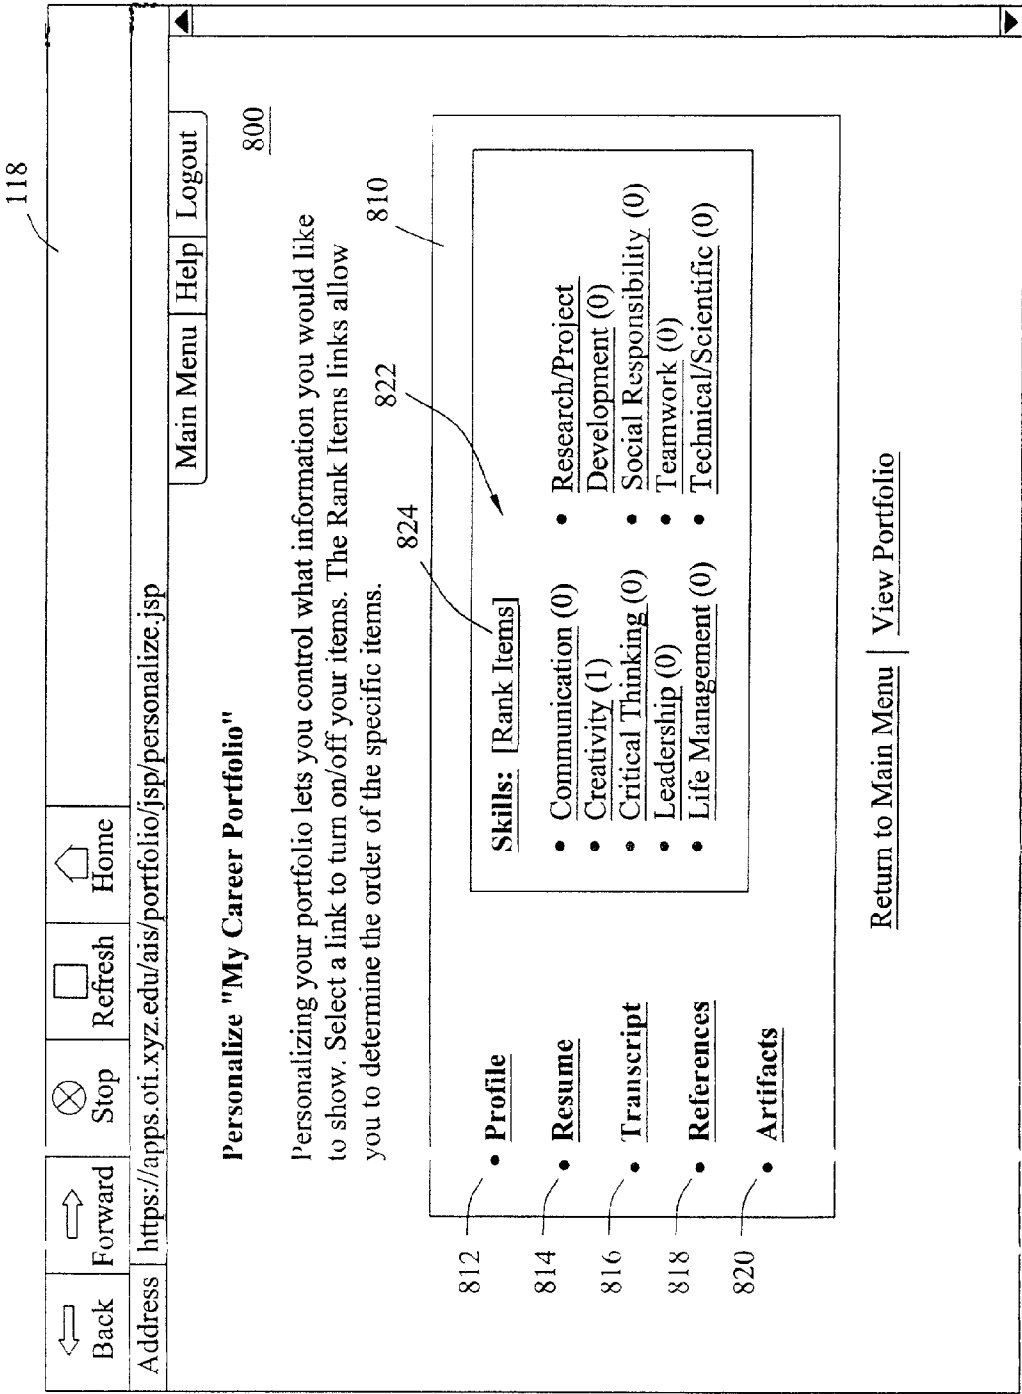 118
Back Forward Stop Refresh Home
Address https://apps.oti.xyz.edu/ais/portfolio/jsp/personalize.jsp
Main Menu Help Logout
Personalize "My Career Portfolio"
800
Personalizing your portfolio lets you control what information you would like
to show. Select a link to turn on/off your items. The Rank Items links allow
you to determine the order of the specific items.
810
822
824
812
• Profile
814
• Resume
816
• Transcript
818
• References
820
• Artifacts
Skills: [Rank Items]
• Communication (0)
• Creativity (1)
• Critical Thinking (0)
• Leadership (0)
• Life Management (0)
• Research/Project
Development (0)
• Social Responsibility (0)
• Teamwork (0)
• Technical/Scientific (0)
Return to Main Menu | View Portfolio